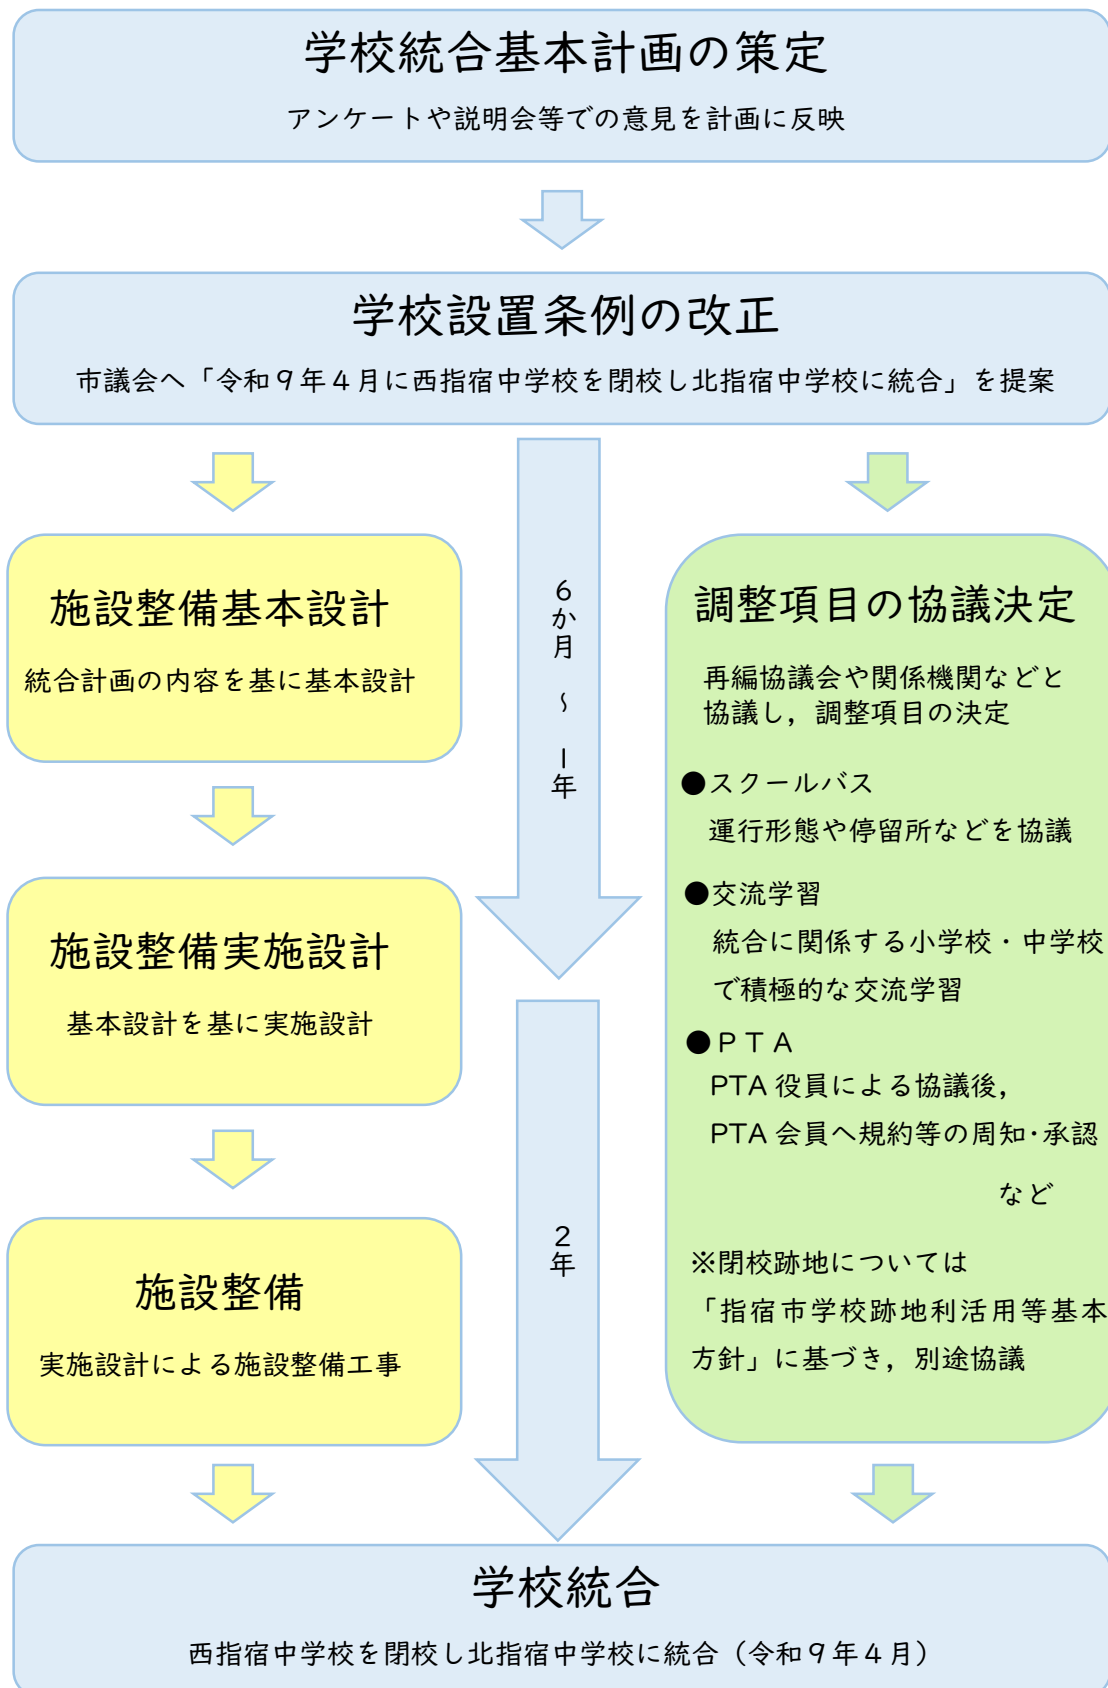 学校統合基本計画の策定
アンケートや説明会等での意見を計画に反映
学校設置条例の改正
市議会へ「令和９年４月に西指宿中学校を閉校し北指宿中学校に統合」を提案
施設整備基本設計
統合計画の内容を基に基本設計
施設整備実施設計
基本設計を基に実施設計
施設整備
実施設計による施設整備工事
６か月　～　１年
２年
調整項目の協議決定
再編協議会や関係機関などと
協議し，調整項目の決定
●スクールバス
運行形態や停留所などを協議
●交流学習
統合に関係する小学校・中学校
で積極的な交流学習
●ＰＴＡ
PTA 役員による協議後，
PTA 会員へ規約等の周知･承認
など
※閉校跡地については
「指宿市学校跡地利活用等基本
方針」に基づき，別途協議
学校統合
西指宿中学校を閉校し北指宿中学校に統合（令和９年４月）